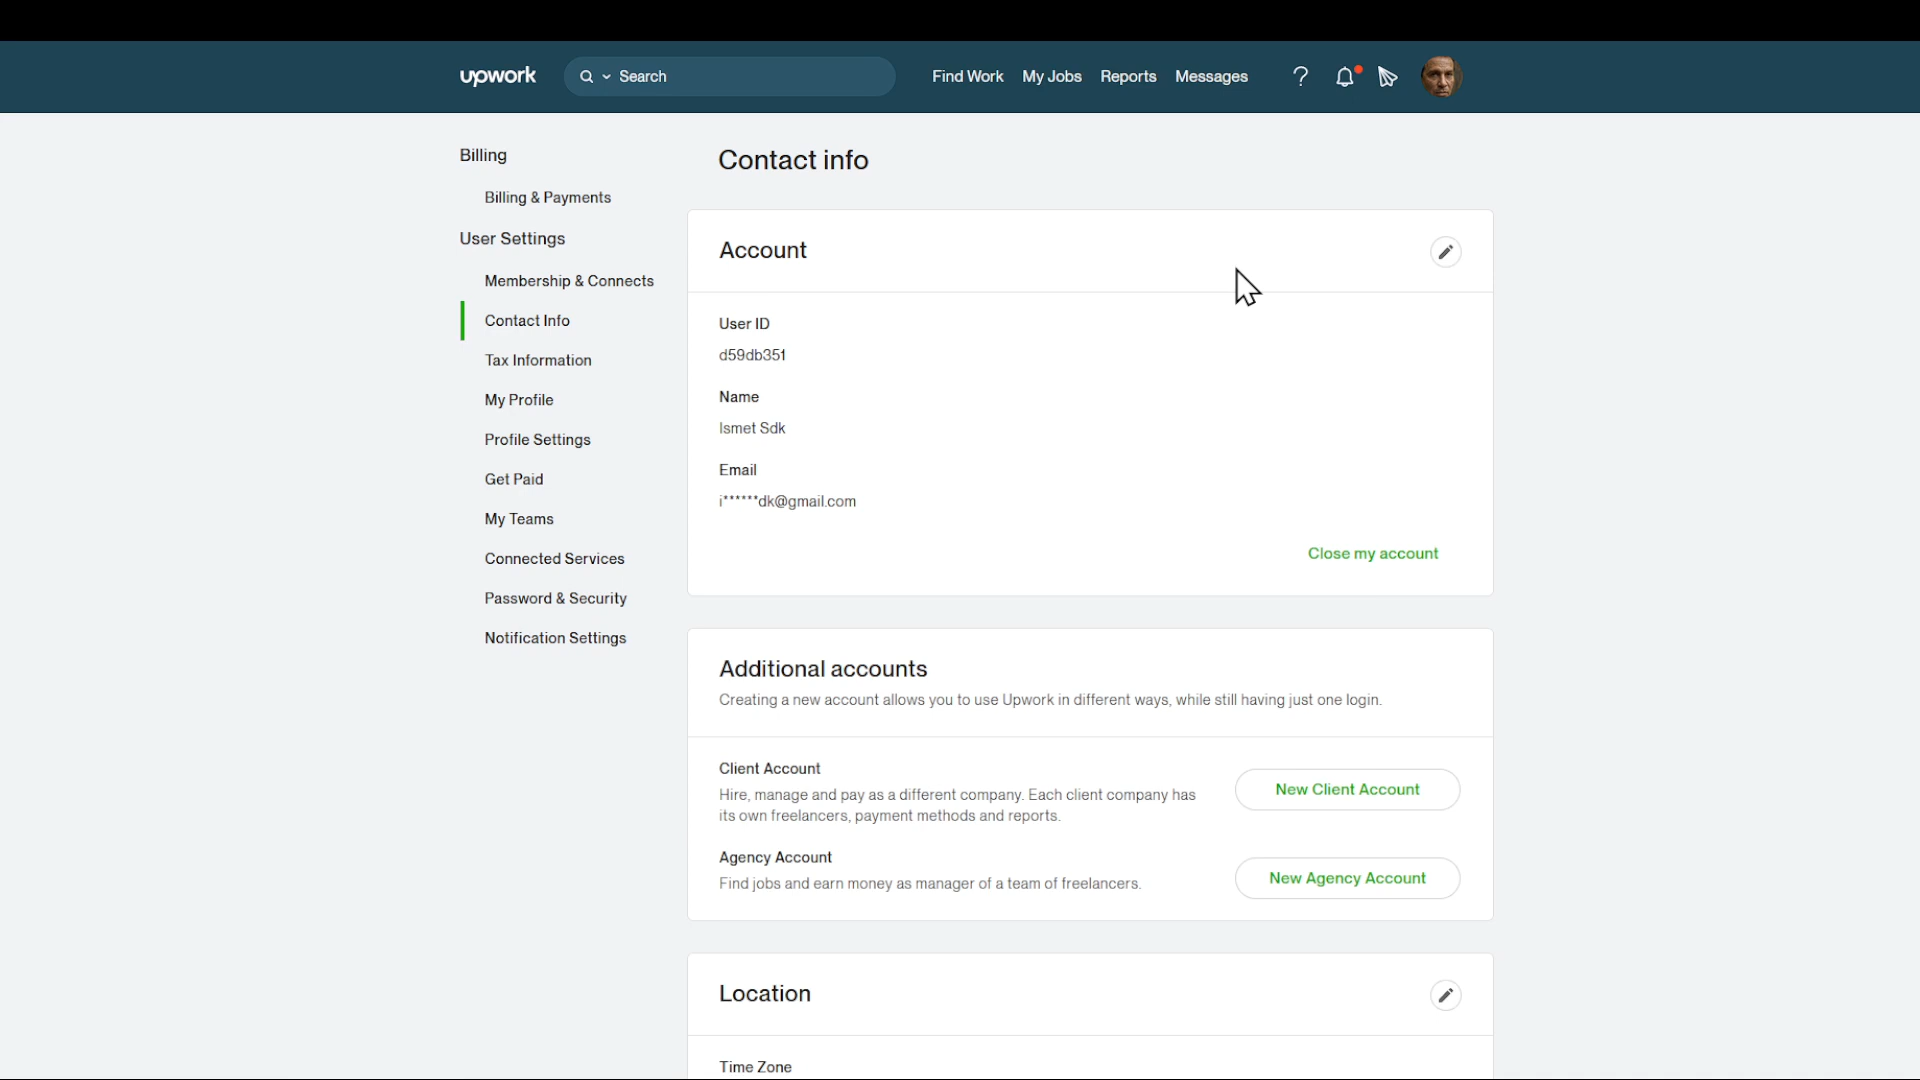 upwork
Search
Find Work
My Jobs
Reports
Messages
Billing
Billing & Payments
User Settings
Membership & Connects
Contact Info
Tax Information
My Profile
Profile Settings
Get Paid
My Teams
Connected Services
Password & Security
Notification Settings
Contact info
Account
User ID
d59db351
Name
Ismet Sdk
Email
i******dk@gmail.com
Close my account
Additional accounts
Creating a new account allows you to use Upwork in different ways, while still having just one login.
Client Account
Hire, manage and pay as a different company. Each client company has
its own freelancers, payment methods and reports.
New Client Account
Agency Account
Find jobs and earn money as manager of a team of freelancers.
New Agency Account
Location
Time Zone